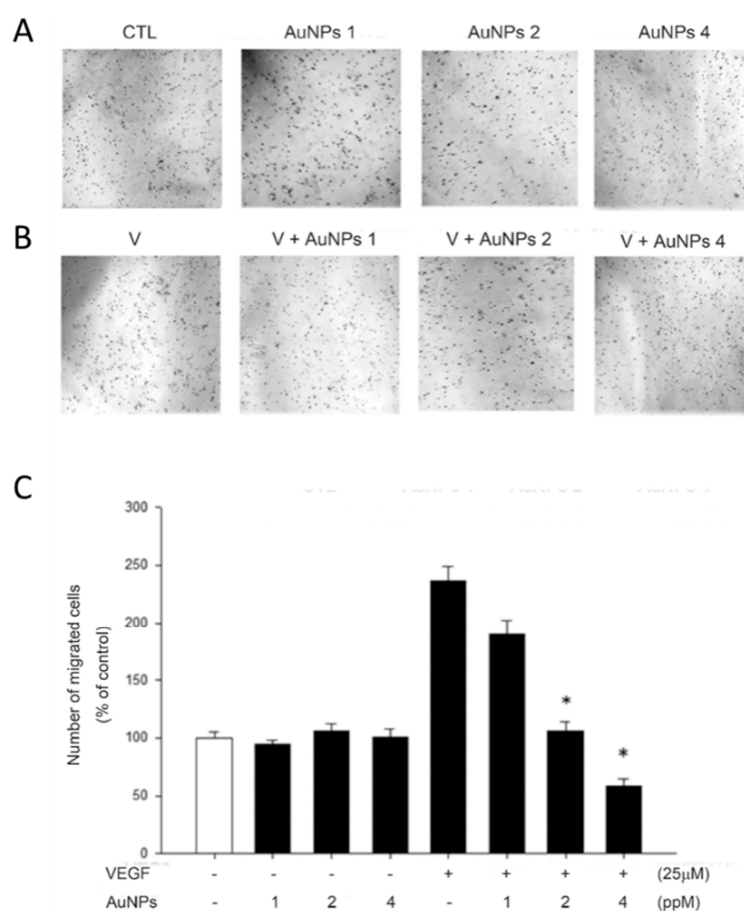 A
CTL AuNPs 1 AuNPs 2 AuNPs 4
B
V V + AuNPs 1 V + AuNPs 2 V + AuNPs 4
C
Number of migrated cells
(% of control)
300
250
200
150
100
50
0
*
*
VEGF - - - - + + + + (25μM)
AuNPs - 1 2 4 - 1 2 4 (ppM)